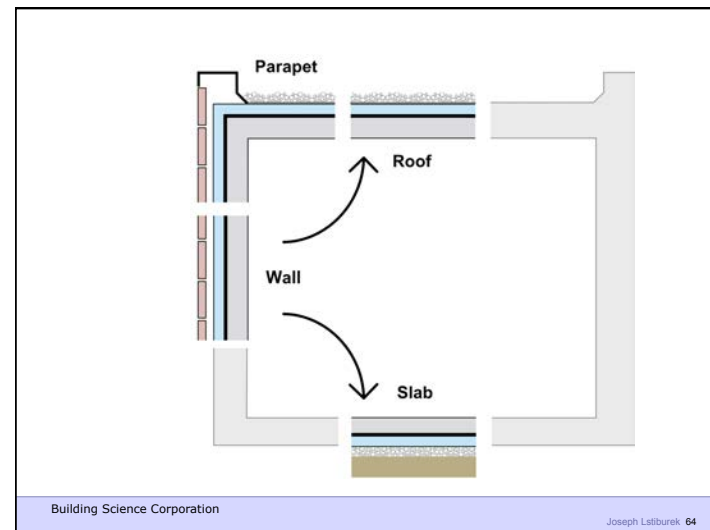 Parapet
Roof
Wall
Slab
Building Science Corporation
Joseph Lstiburek 64